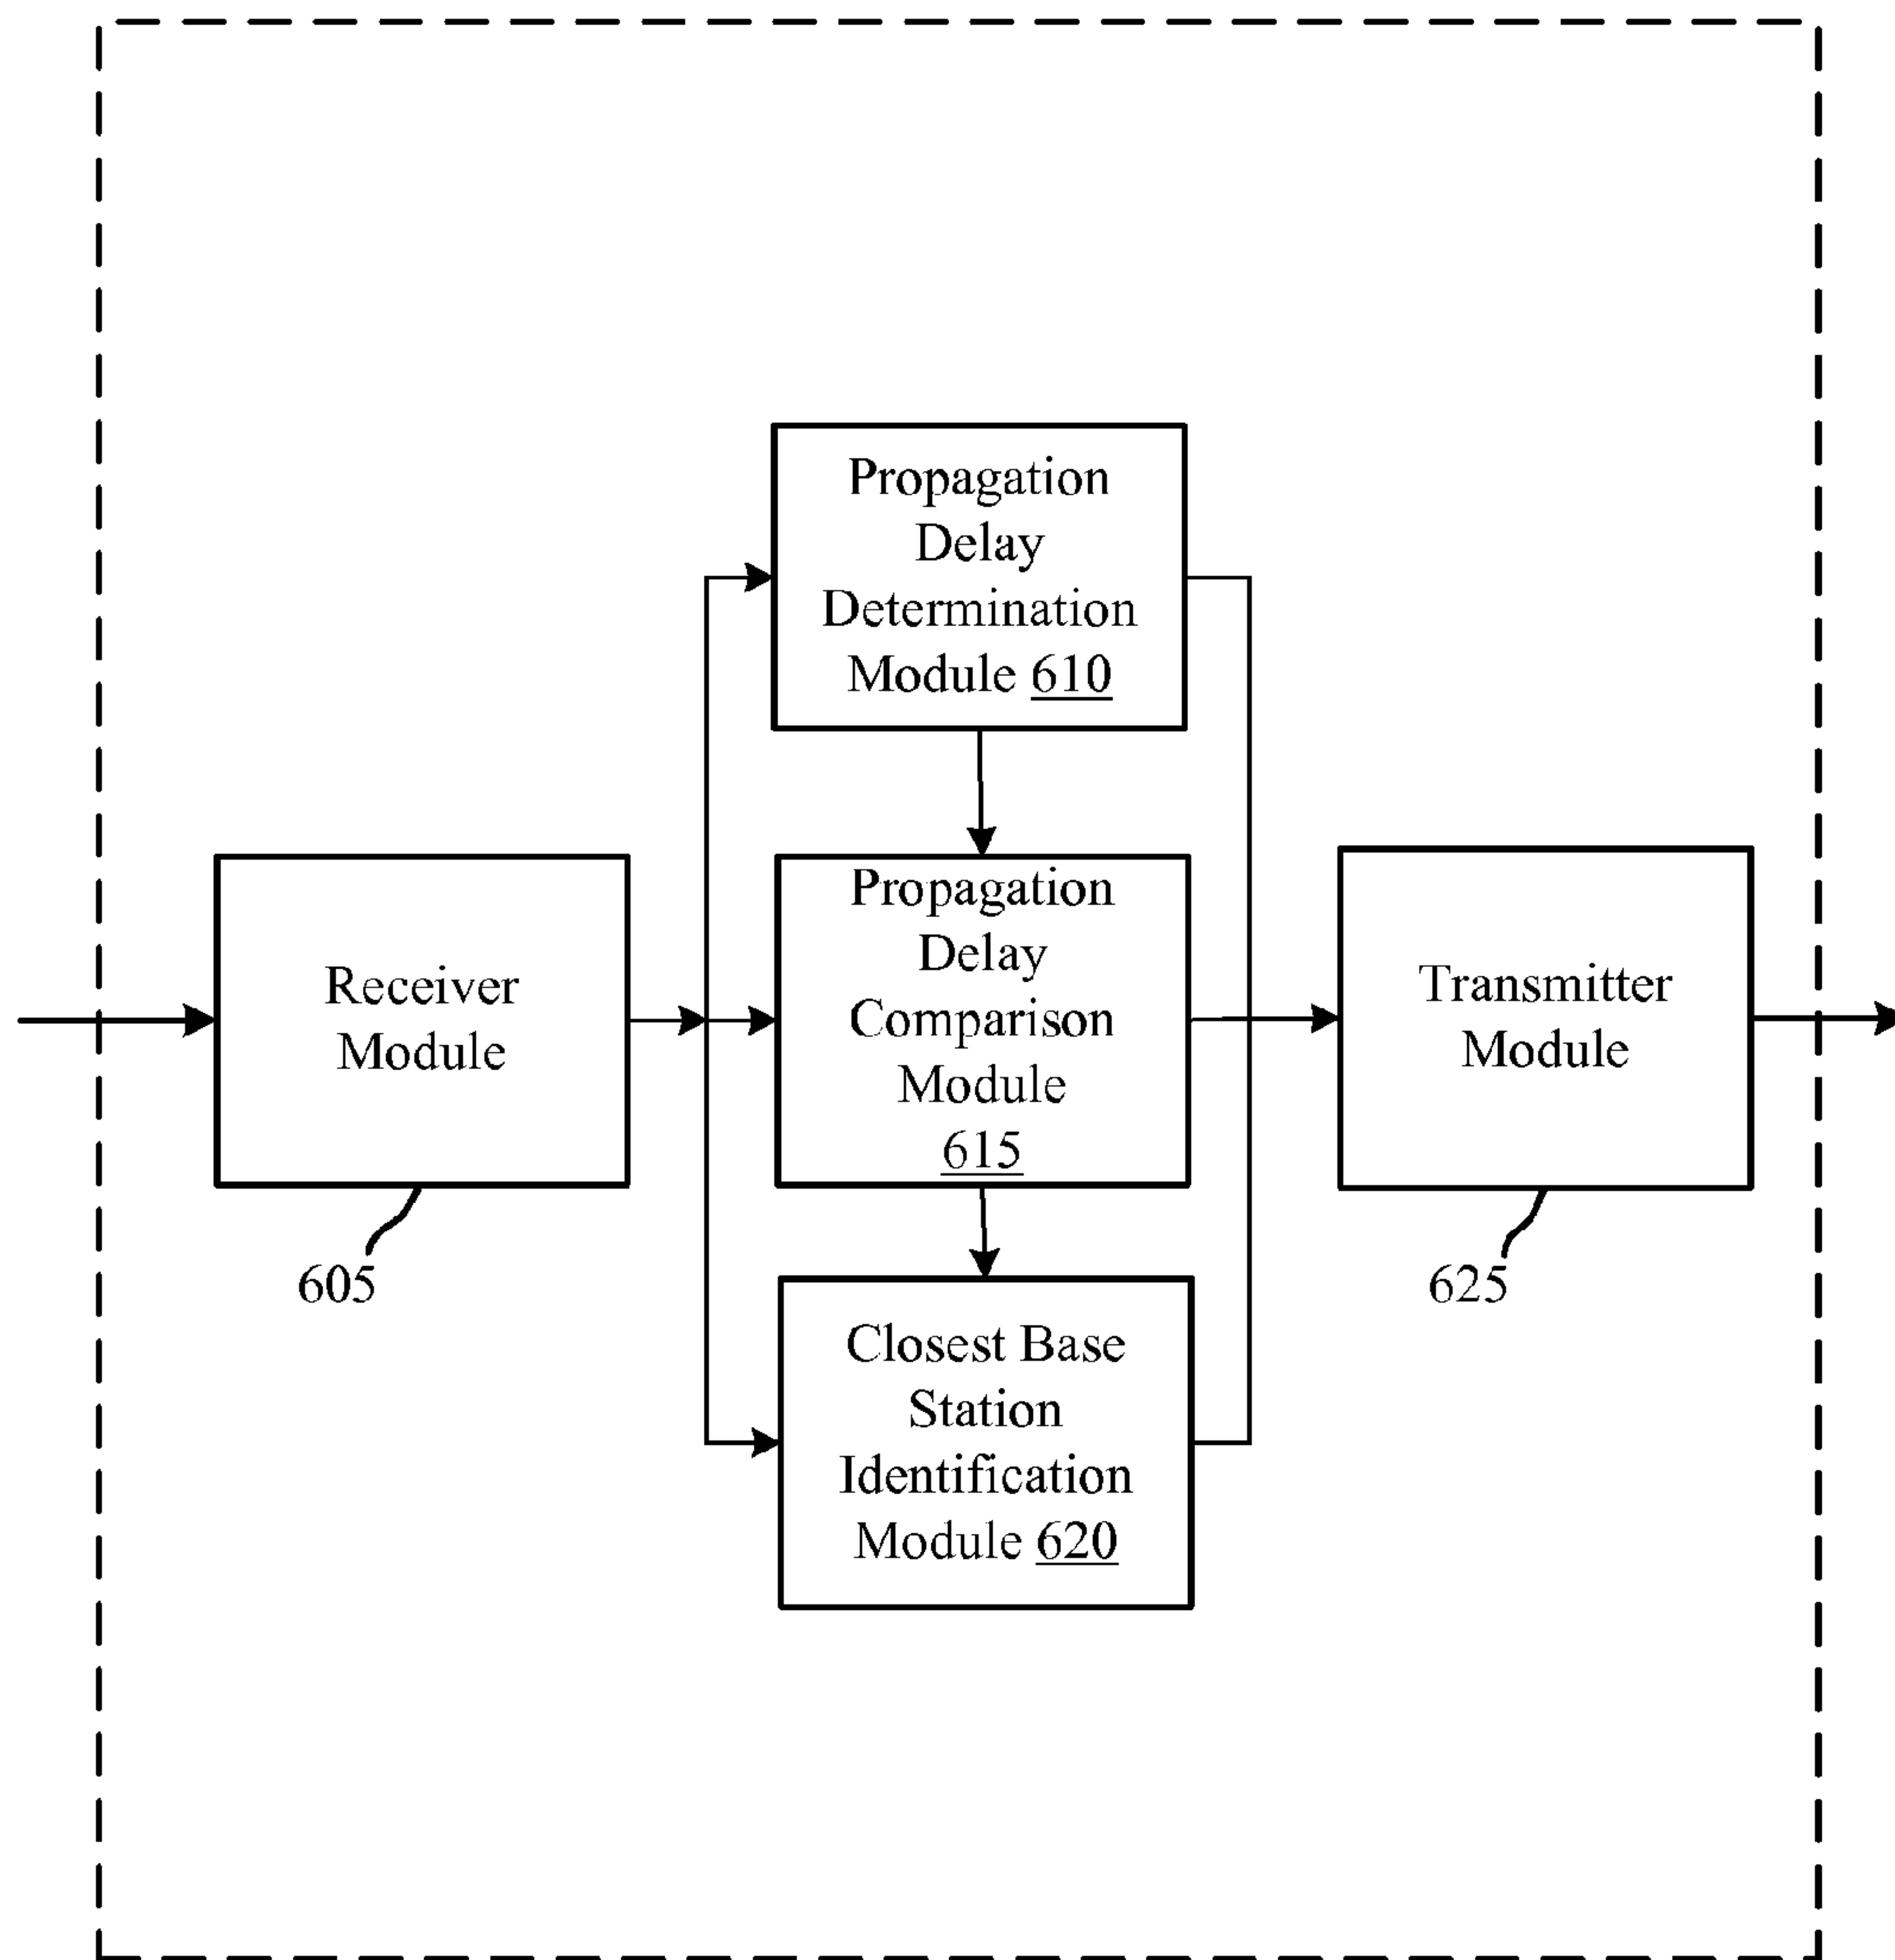 Propagation
Delay
Determination
Module 610
Receiver
Module
605
Propagation
Delay
Comparison
Module
615
Transmitter
Module
625
Closest Base
Station
Identification
Module 620